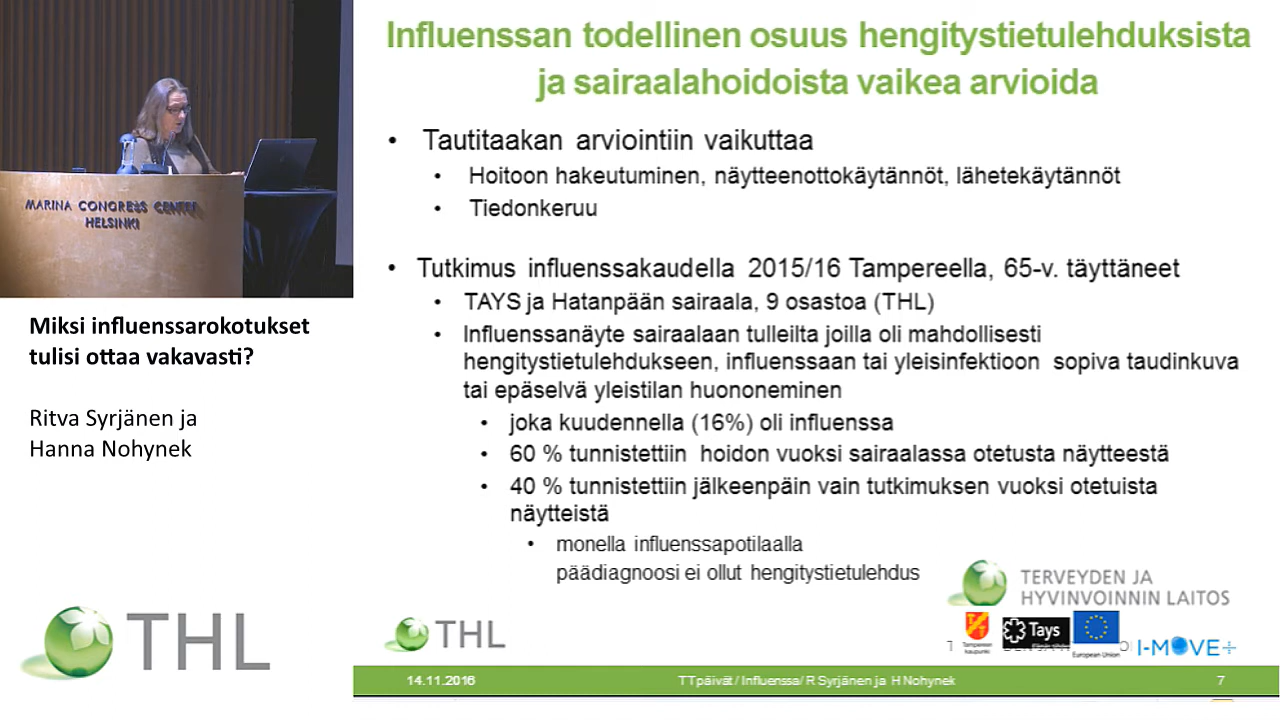 Influenssan todellinen osuus hengitystietulehduksista
ja sairaalahoidoista vaikea arvioida
• Tautitaakan arviointiin vaikuttaa
• Hoitoon hakeutuminen, näytteenottokäytännöt, lähetekäytännöt
• Tiedonkeruu
• Tutkimus influenssakaudella 2015/16 Tampereella, 65-v. täyttäneet
• TAYS ja Hatanpään sairaala, 9 osastoa (THL)
• Influenssanäyte sairaalaan tulleilta joilla oli mahdollisesti
hengitystietulehdukseen, influenssaan tai yleisinfektioon sopiva taudinkuva
tai epäselvä yleistilan huononeminen
• joka kuudennella (16%) oli influenssa
• 60 % tunnistettiin hoidon vuoksi sairaalassa otetusta näytteestä
• 40 % tunnistettiin jälkeenpäin vain tutkimuksen vuoksi otetuista
näytteistä
• monella influenssapotilaalla
päädiagnoosi ei ollut hengitystietulehdus
MARINA CONGRESS CENTER
HELSINKI
Miksi influenssarokotukset
tulisi ottaa vakavasti?
Ritva Syrjänen ja
Hanna Nohynek
THL
THL
TERVEYDEN JA
HYVINVOINNIN LAITOS
Tampereen
kaupunki
Tays
European Union
I-MOVE+
14.11.2016
TTpäivät / Influenssa/ R Syrjänen ja H Nohynek
7